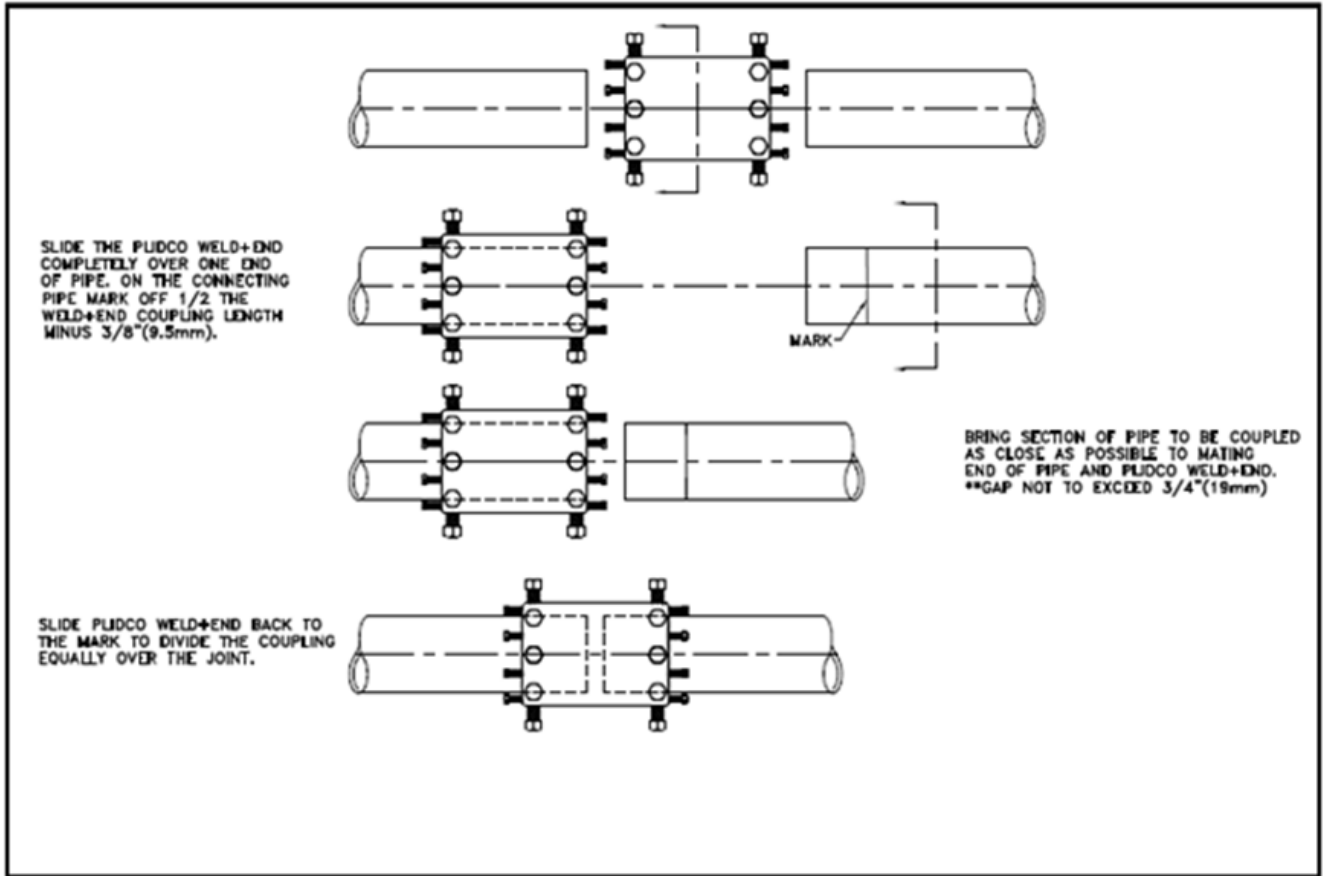 SLIDE THE PLIDCO WELD+END
COMPLETELY OVER ONE END
OF PIPE. ON THE CONNECTING
PIPE MARK OFF 1/2 THE
WELD+END COUPLING LENGTH
MINUS 3/8"(9.5mm).
MARK
BRING SECTION OF PIPE TO BE COUPLED
AS CLOSE AS POSSIBLE TO MATING
END OF PIPE AND PLIDCO WELD+END.
**GAP NOT TO EXCEED 3/4"(19mm)
SLIDE PLIDCO WELD+END BACK TO
THE MARK TO DIVIDE THE COUPLING
EQUALLY OVER THE JOINT.